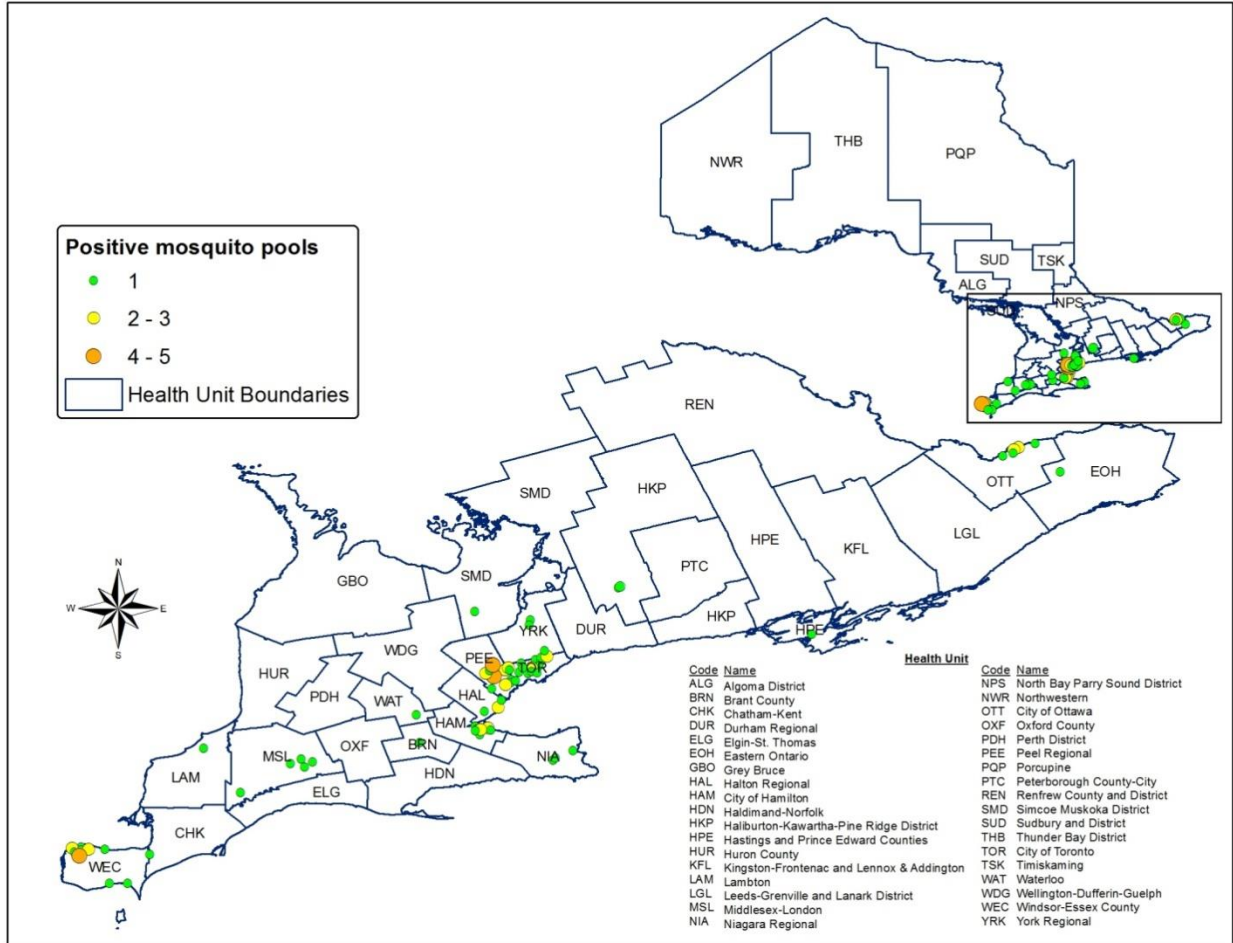 Positive mosquito pools
1
2 - 3
4 - 5
Health Unit Boundaries
NWR
THB
PQP
SUD
TSK
ALG
SUD
NPS
REN
SMD
HKP
OTT
EOH
LGL
HPE
KFL
PTC
HKP
HPE
GBO
SMD
YRK
DUR
N
W
E
S
HUR
WDG
PEE
TOR
PDH
WAT
HAL
HAM
LAM
MSL
OXF
BRN
NIA
HDN
ELG
CHK
WEC
Health Unit
Code Name
ALG Algoma District
BRN Brant County
CHK Chatham-Kent
DUR Durham Regional
ELG Elgin-St. Thomas
EOH Eastern Ontario
GBO Grey Bruce
HAL Halton Regional
HAM City of Hamilton
HDN Haldimand-Norfolk
HKP Haliburton-Kawartha-Pine Ridge District
HPE Hastings and Prince Edward Counties
HUR Huron County
KFL Kingston-Frontenac and Lennox & Addington
LAM Lambton
LGL Leeds-Grenville and Lanark District
MSL Middlesex-London
NIA Niagara Regional
Code Name
NPS North Bay Parry Sound District
NWR Northwestern
OTT City of Ottawa
OXF Oxford County
PDH Perth District
PEE Peel Regional
PQP Porcupine
PTC Peterborough County-City
REN Renfrew County and District
SMD Simcoe Muskoka District
SUD Sudbury and District
THB Thunder Bay District
TOR City of Toronto
TSK Timiskaming
WAT Waterloo
WDG Wellington-Dufferin-Guelph
WEC Windsor-Essex County
YRK York Regional